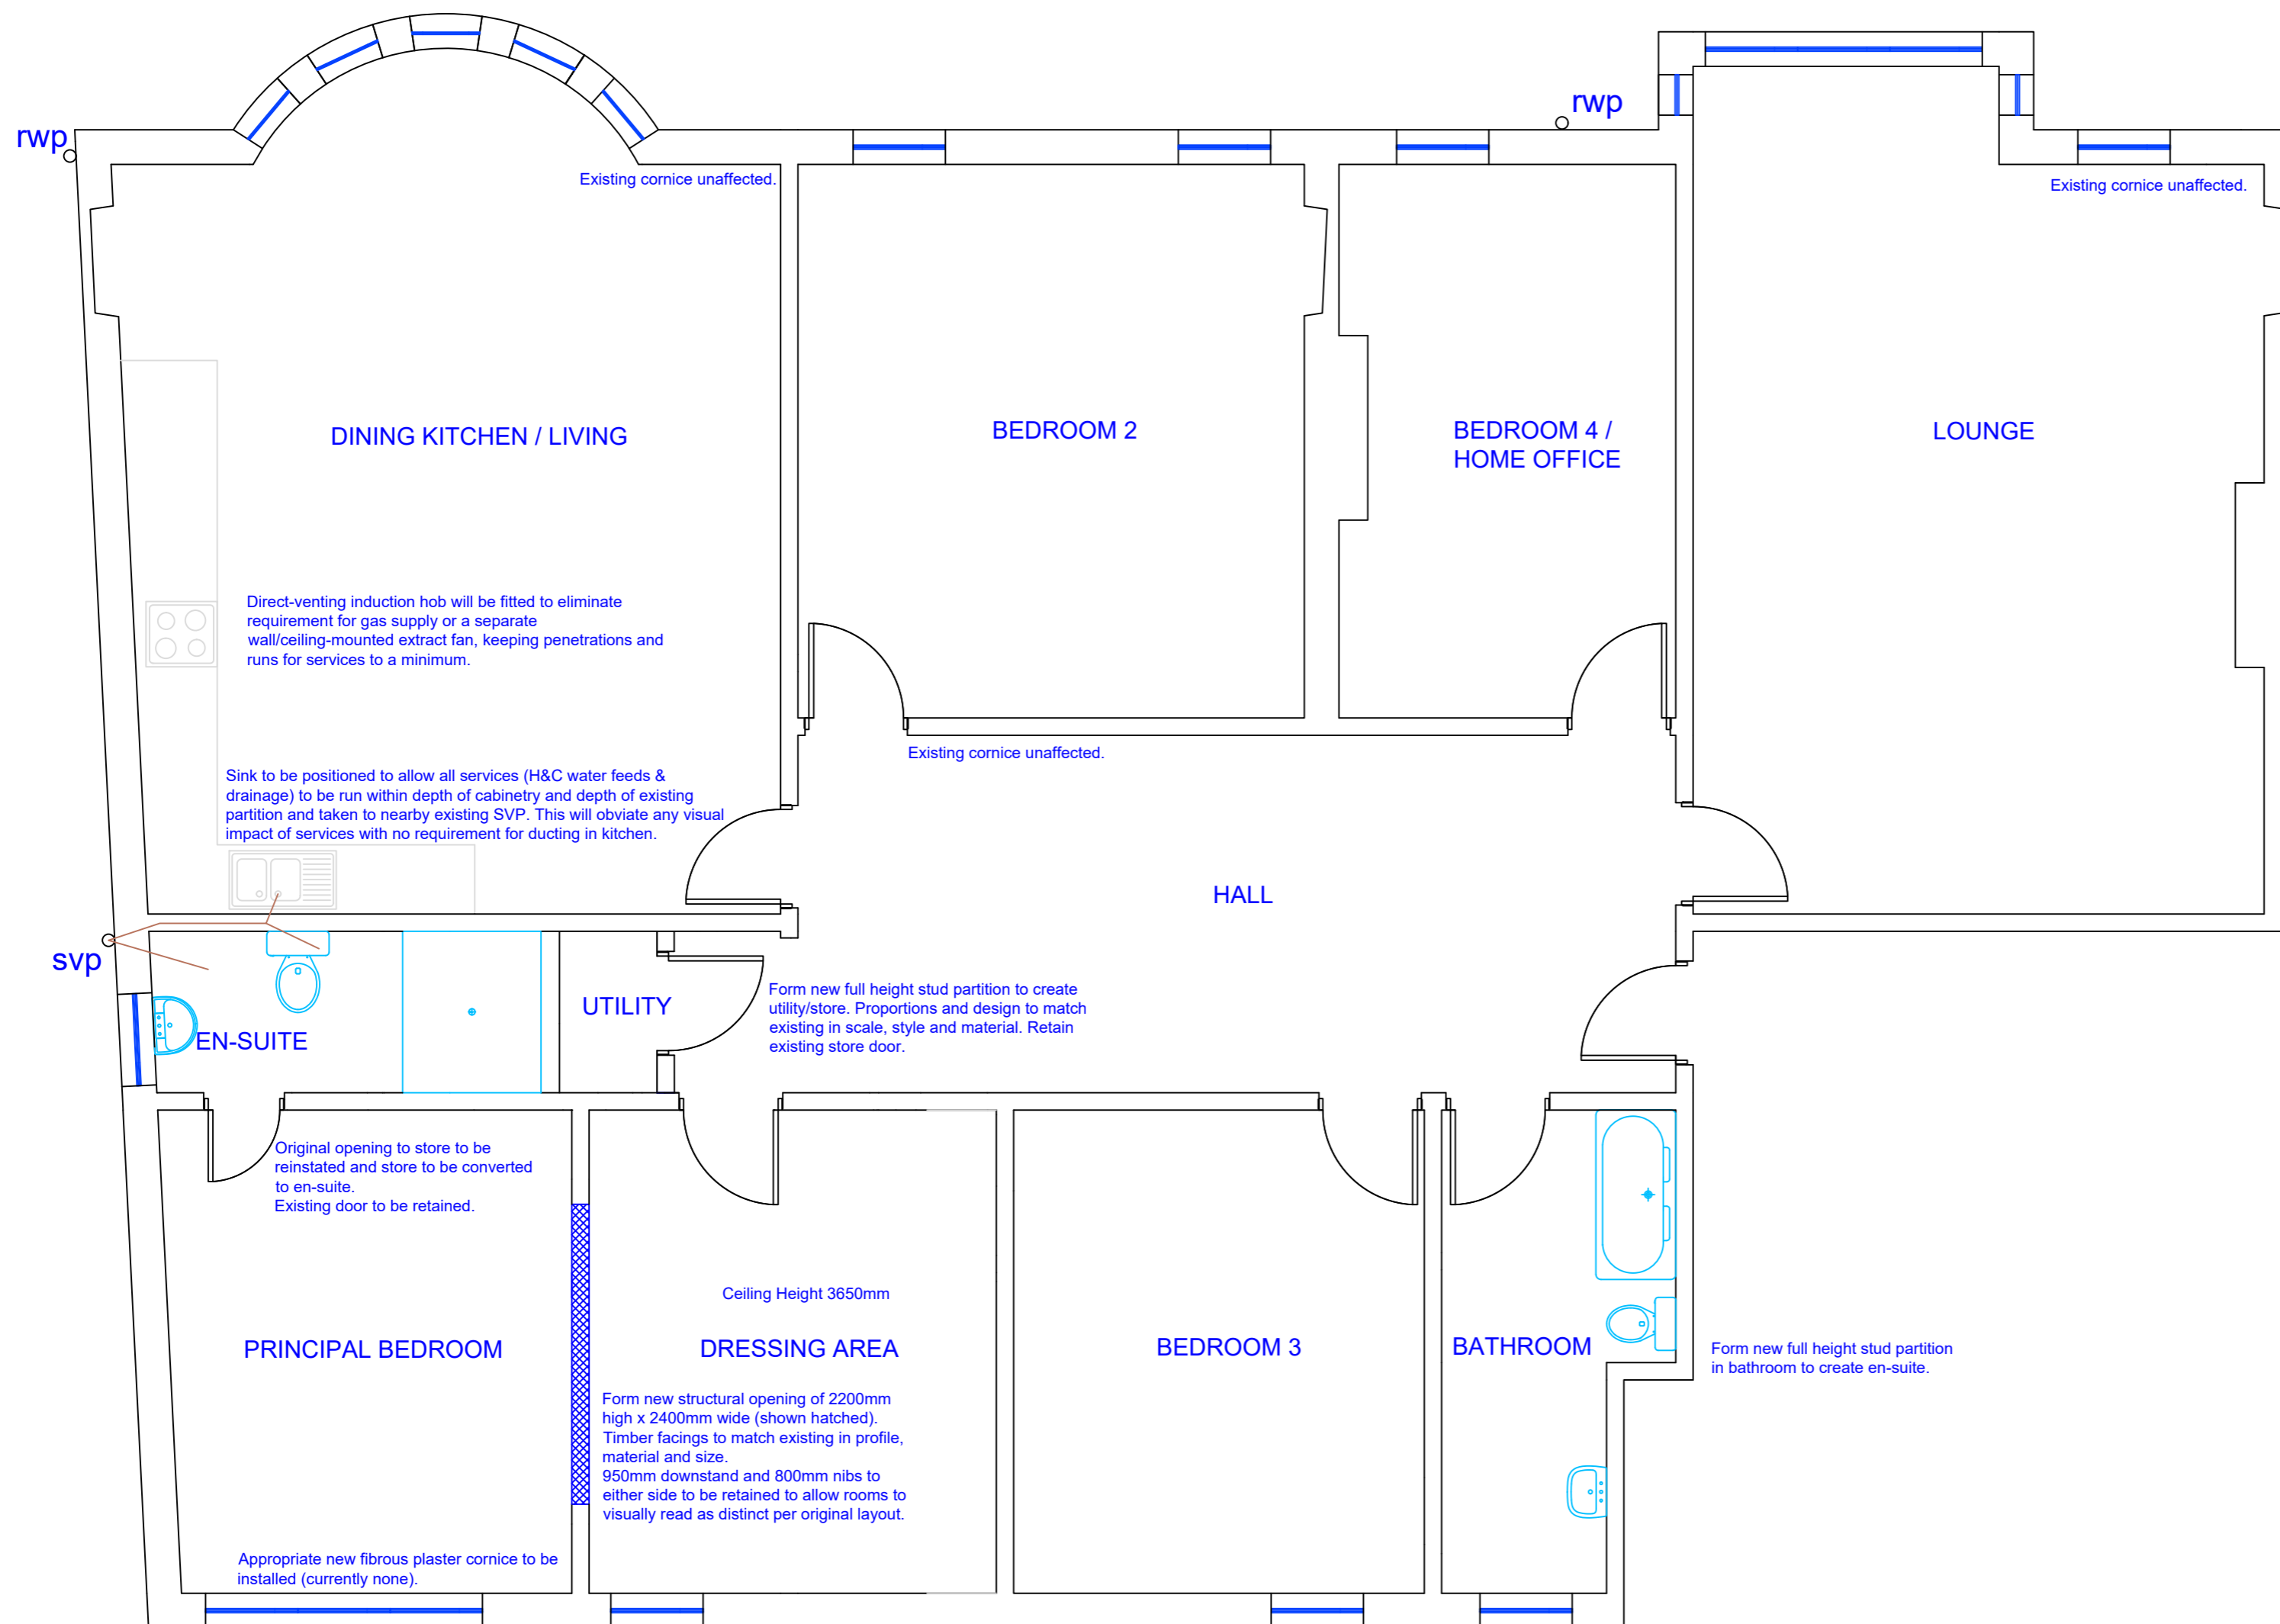 rwp
rwp
Existing cornice unaffected.
Existing cornice unaffected.
DINING KITCHEN / LIVING
BEDROOM 2
BEDROOM 4 /
HOME OFFICE
LOUNGE
Direct-venting induction hob will be fitted to eliminate
requirement for gas supply or a separate
wall/ceiling-mounted extract fan, keeping penetrations and
runs for services to a minimum.
Existing cornice unaffected.
Sink to be positioned to allow all services (H&C water feeds &
drainage) to be run within depth of cabinetry and depth of existing
partition and taken to nearby existing SVP. This will obviate any visual
impact of services with no requirement for ducting in kitchen.
HALL
svp
EN-SUITE
UTILITY
Form new full height stud partition to create
utility/store. Proportions and design to match
existing in scale, style and material. Retain
existing store door.
Original opening to store to be
reinstated and store to be converted
to en-suite.
Existing door to be retained.
Ceiling Height 3650mm
PRINCIPAL BEDROOM
DRESSING AREA
BEDROOM 3
BATHROOM
Form new full height stud partition
in bathroom to create en-suite.
Form new structural opening of 2200mm
high x 2400mm wide (shown hatched).
Timber facings to match existing in profile,
material and size.
950mm downstand and 800mm nibs to
either side to be retained to allow rooms to
visually read as distinct per original layout.
Appropriate new fibrous plaster cornice to be
installed (currently none).